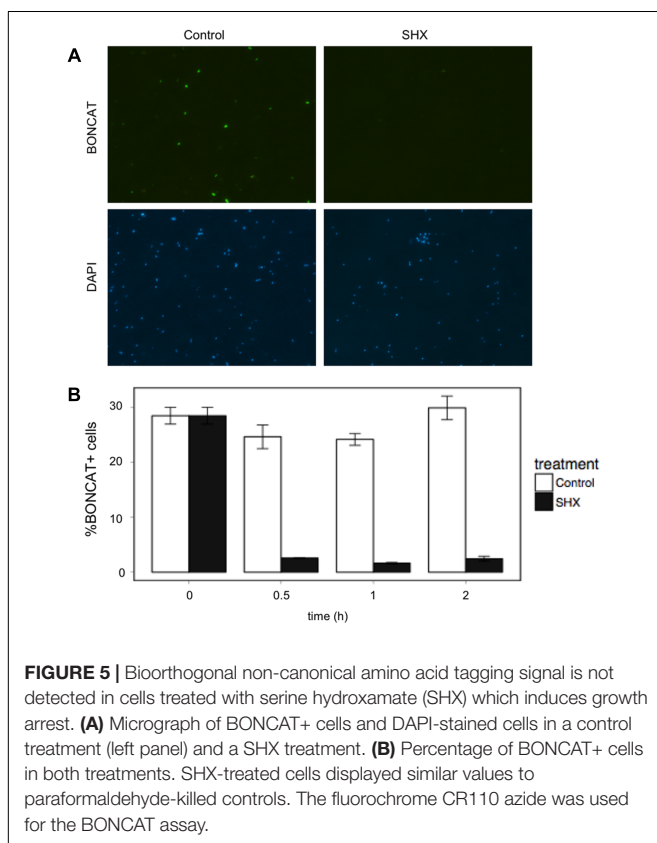 Control
SHX
A
BONCAT
DAPI
B
%BONCAT+ cells
30
20
10
0
0
0.5
1
2
time (h)
treatment
Control
SHX
FIGURE 5 | Bioorthogonal non-canonical amino acid tagging signal is not
detected in cells treated with serine hydroxamate (SHX) which induces growth
arrest. (A) Micrograph of BONCAT+ cells and DAPI-stained cells in a control
treatment (left panel) and a SHX treatment. (B) Percentage of BONCAT+ cells
in both treatments. SHX-treated cells displayed similar values to
paraformaldehyde-killed controls. The fluorochrome CR110 azide was used
for the BONCAT assay.